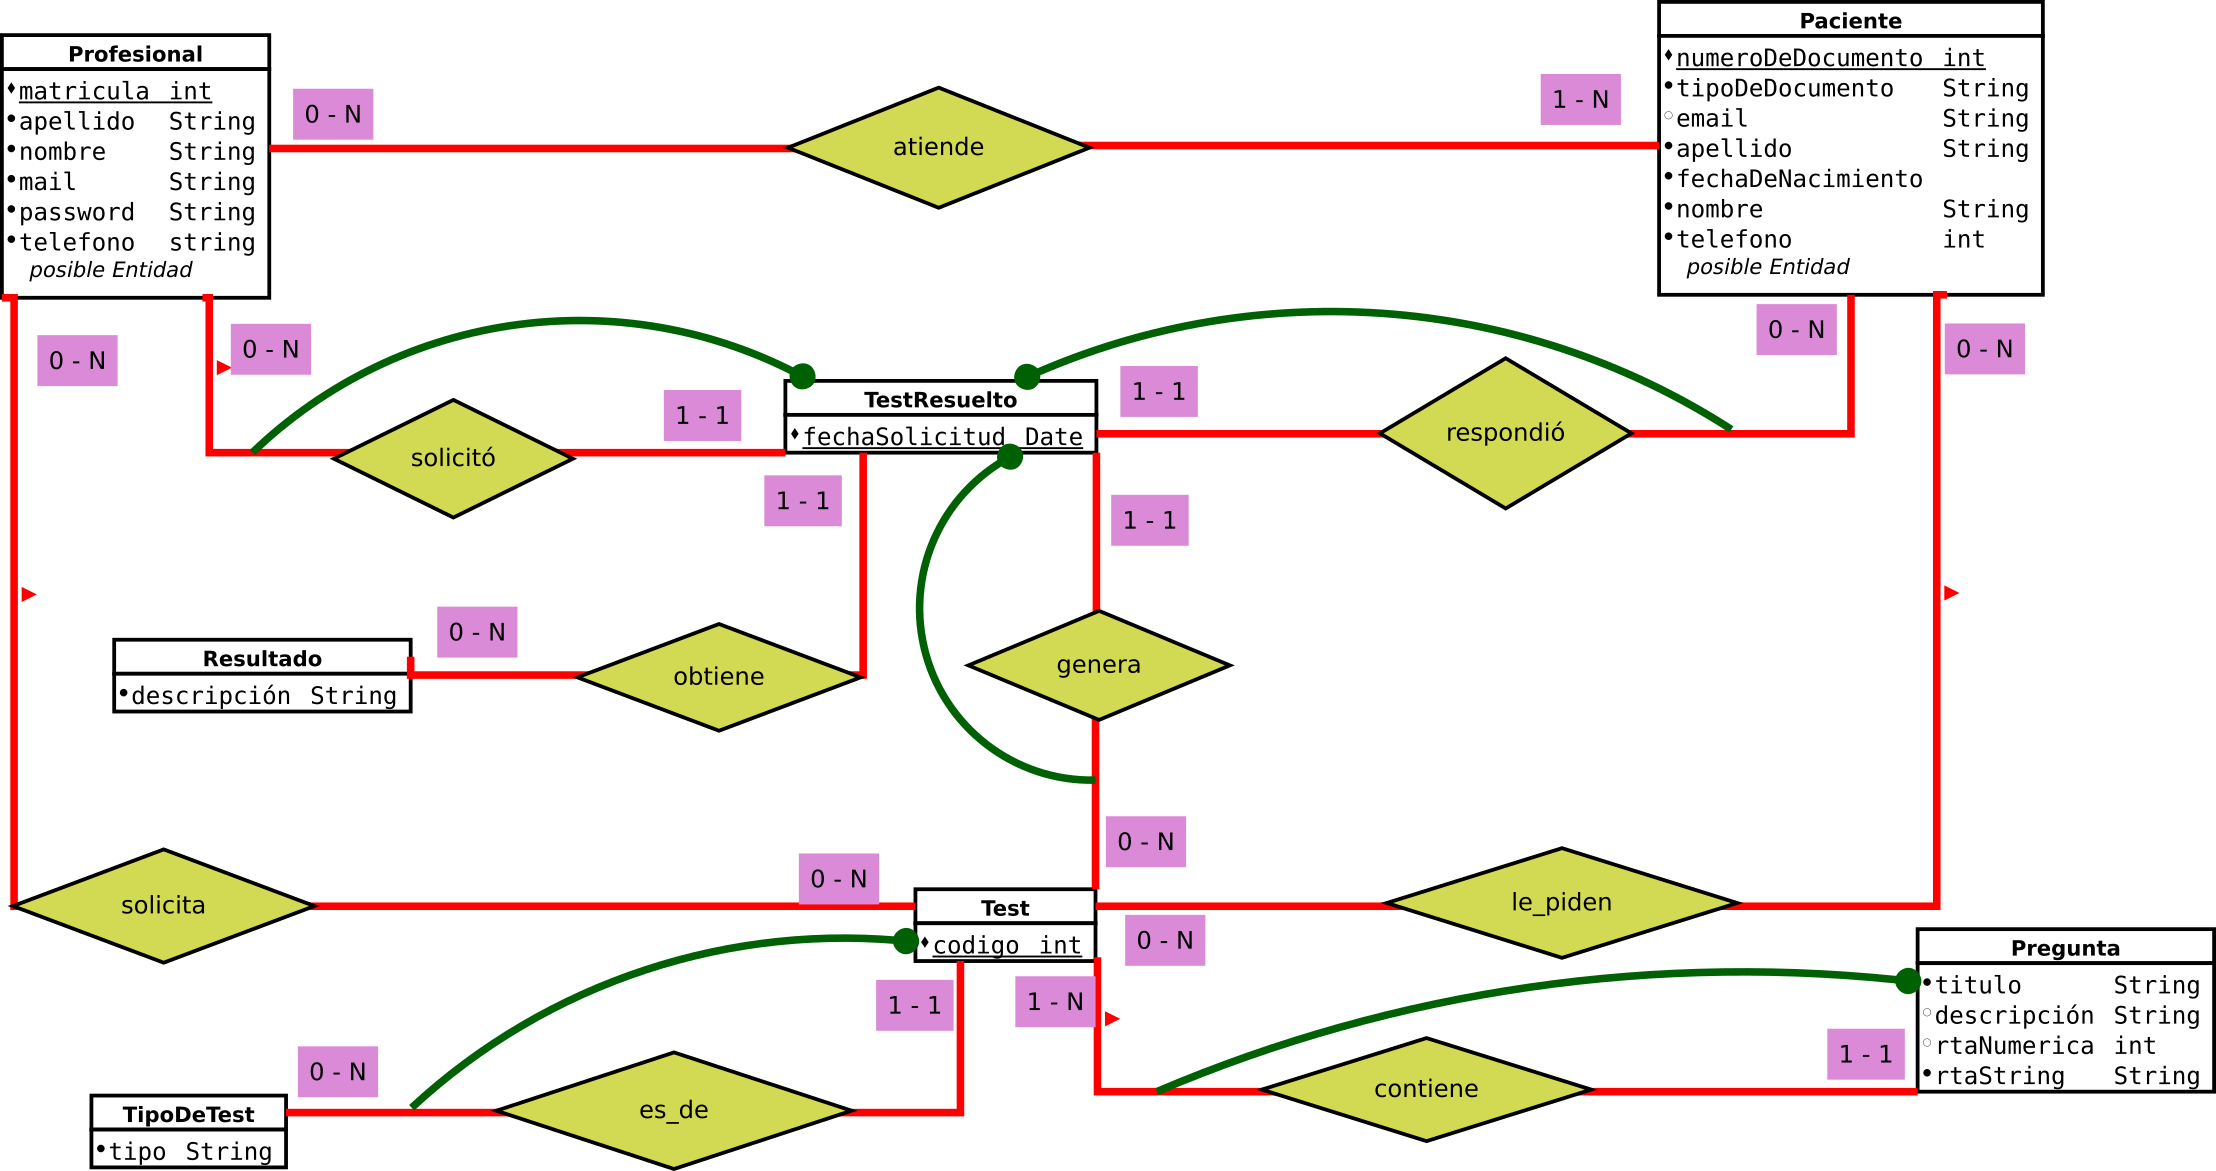 Profesional
matricula int
apellido String
nombre String
mail String
password String
telefono string
posible Entidad
0 - N
atiende
1 - N
Paciente
numeroDeDocumento int
tipoDeDocumento String
email String
apellido String
fechaDeNacimiento
nombre String
telefono int
posible Entidad
0 - N
0 - N
0 - N
0 - N
solicitó
1 - 1
TestResuelto
fechaSolicitud Date
1 - 1
respondió
1 - 1
1 - 1
Resultado
descripción String
0 - N
obtiene
genera
0 - N
solicita
0 - N
Test
codigo int
0 - N
le_piden
1 - 1
1 - N
Pregunta
titulo String
descripción String
rtaNumerica int
rtaString String
1 - 1
contiene
0 - N
TipoDeTest
tipo String
es_de